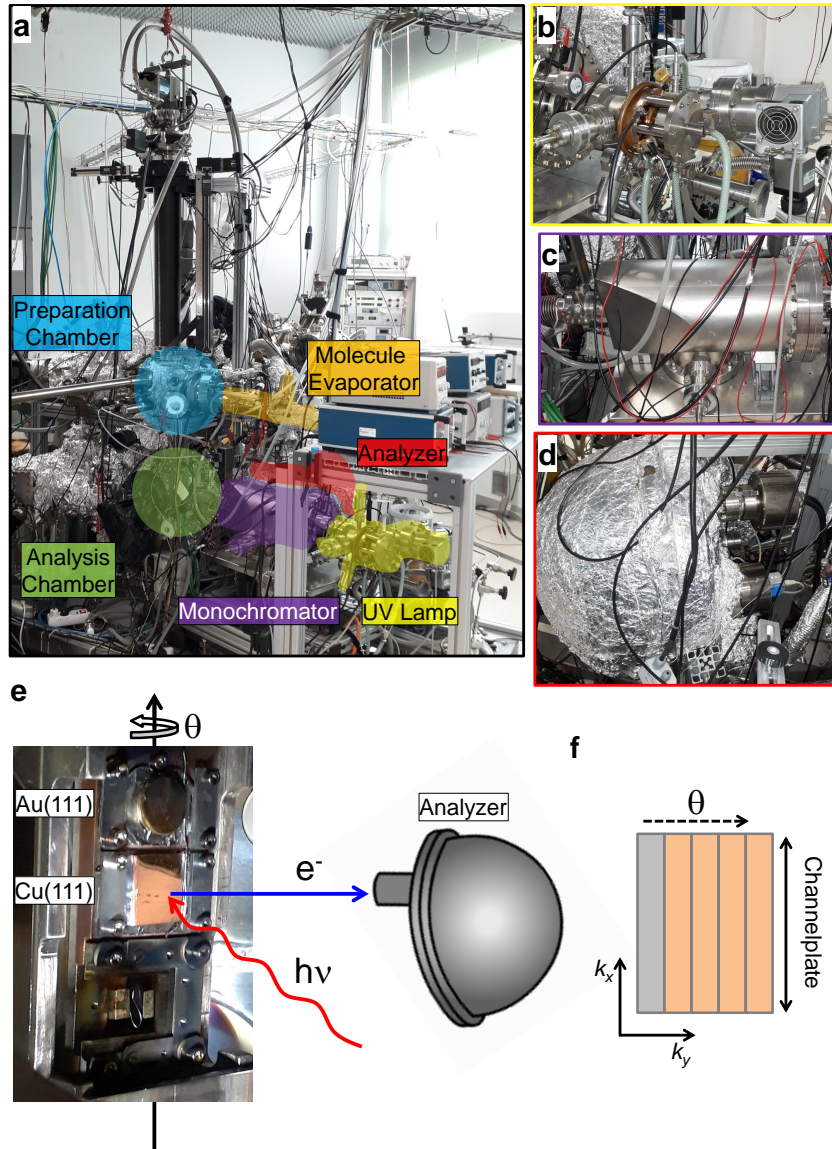 a
Preparation
Chamber
Molecule
Evaporator
Analyzer
Analysis
Chamber
Monochromator
UV Lamp
b
c
d
e
θ
Au(111)
Cu(111)
e-
hν
Analyzer
f
θ
Channelplate
kx
ky